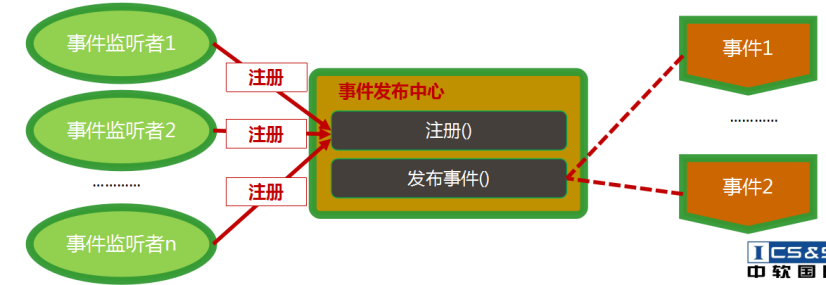 事件监听者1
事件监听者2
…………
事件监听者n
注册
注册
注册
事件发布中心
注册()
发布事件()
事件1
…………
事件2
ICS&S
中软国